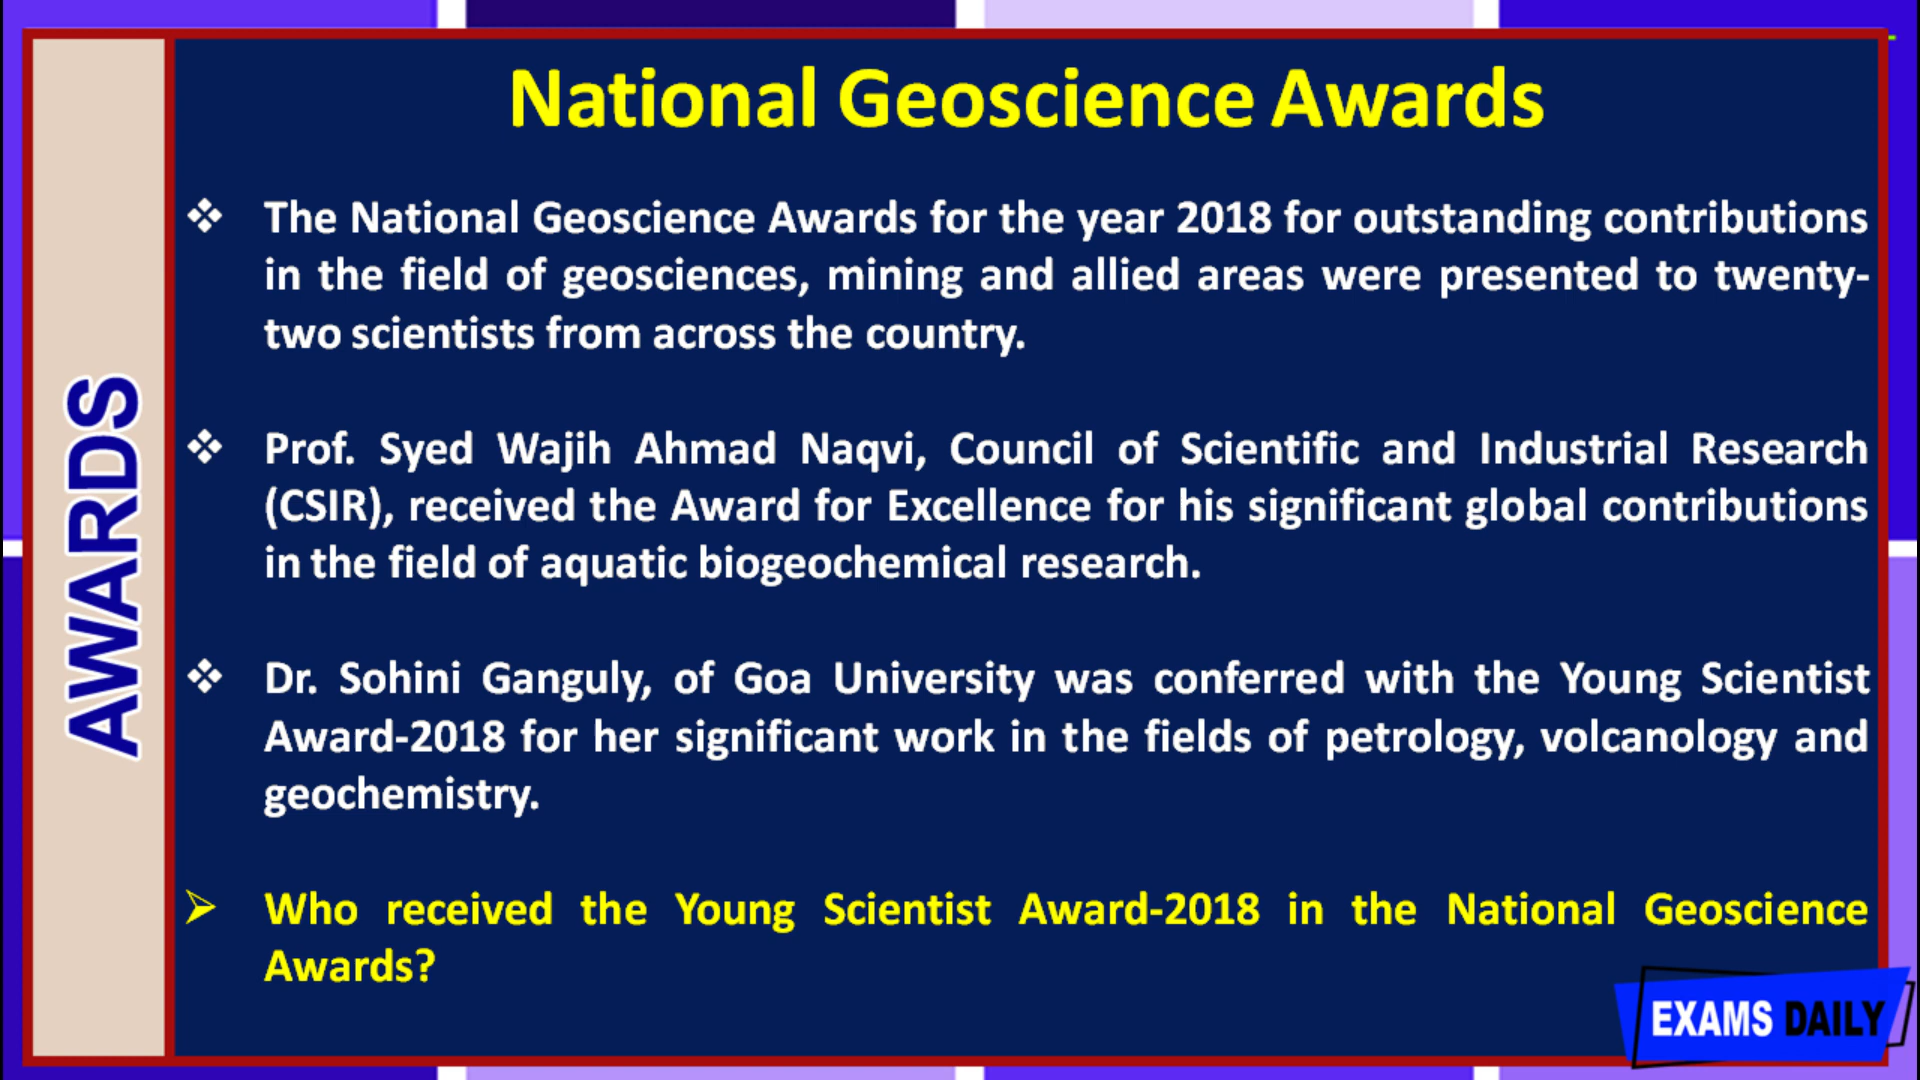 National Geoscience Awards
AWARDS
❖ The National Geoscience Awards for the year 2018 for outstanding contributions
in the field of geosciences, mining and allied areas were presented to twenty-
two scientists from across the country.
❖ Prof. Syed Wajih Ahmad Naqvi, Council of Scientific and Industrial Research
(CSIR), received the Award for Excellence for his significant global contributions
in the field of aquatic biogeochemical research.
❖ Dr. Sohini Ganguly, of Goa University was conferred with the Young Scientist
Award-2018 for her significant work in the fields of petrology, volcanology and
geochemistry.
➢ Who received the Young Scientist Award-2018 in the National Geoscience
Awards?
EXAMS DAILY